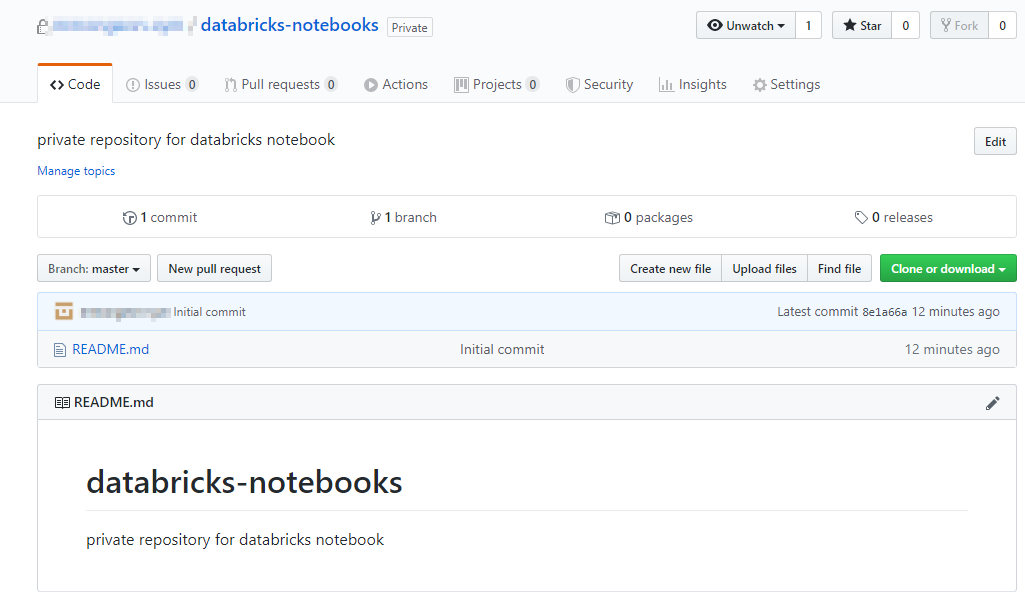 / databricks-notebooks Private Unwatch 1 Star 0 Fork 0
Code Issues 0 Pull requests 0 Actions Projects 0 Security Insights Settings
private repository for databricks notebook Edit
Manage topics
1 commit 1 branch 0 packages 0 releases
Branch: master New pull request Create new file Upload files Find file Clone or download
Initial commit Latest commit 8e1a66a 12 minutes ago
README.md Initial commit 12 minutes ago
README.md
databricks-notebooks
private repository for databricks notebook